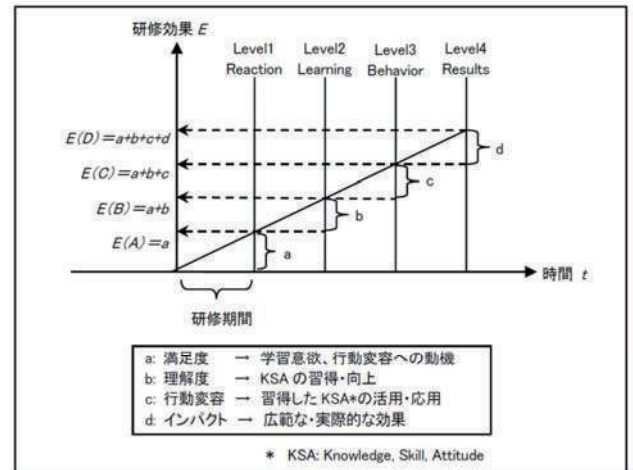 研修効果 E
Level1 Level2 Level3 Level4
Reaction Learning Behavior Results
E(D)=a+b+c+d
d
E(C)=a+b+c
c
E(B)=a+b
b
E(A)=a
a
時間 t
研修期間
a: 満足度 → 学習意欲、行動変容への動機
b: 理解度 → KSA の習得・向上
c: 行動変容 → 習得した KSA*の活用・応用
d: インパクト → 広範な・実際的な効果
* KSA: Knowledge, Skill, Attitude